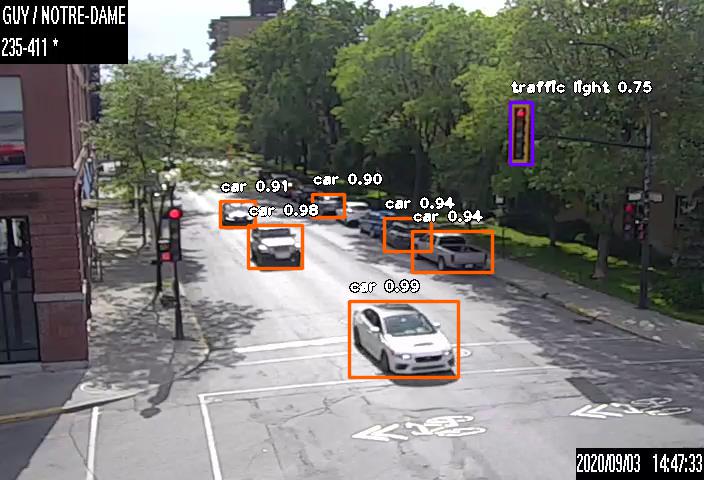 GUY / NOTRE-DAME
235-411 *
traffic light 0.75
car 0.91
car 0.90
car 0.98
car 0.94
car 0.94
car 0.99
2020/09/03 14:47:33